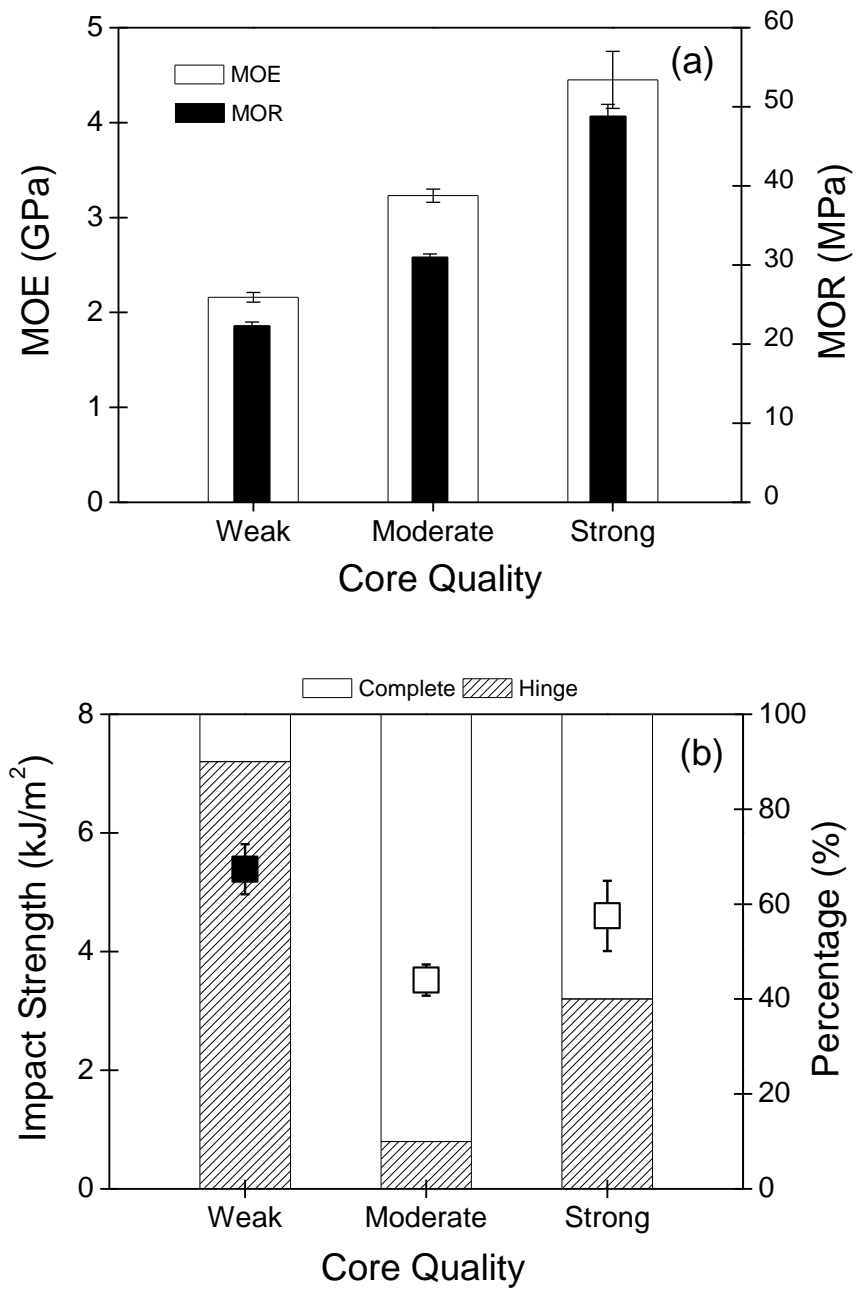 (a)
MOE
MOR
MOE (GPa)
5
4
3
2
1
0
MOR (MPa)
60
50
40
30
20
10
0
Weak Moderate Strong
Core Quality
Complete Hinge
(b)
Impact Strength (kJ/m²)
8
6
4
2
0
Percentage (%)
100
80
60
40
20
0
Weak Moderate Strong
Core Quality